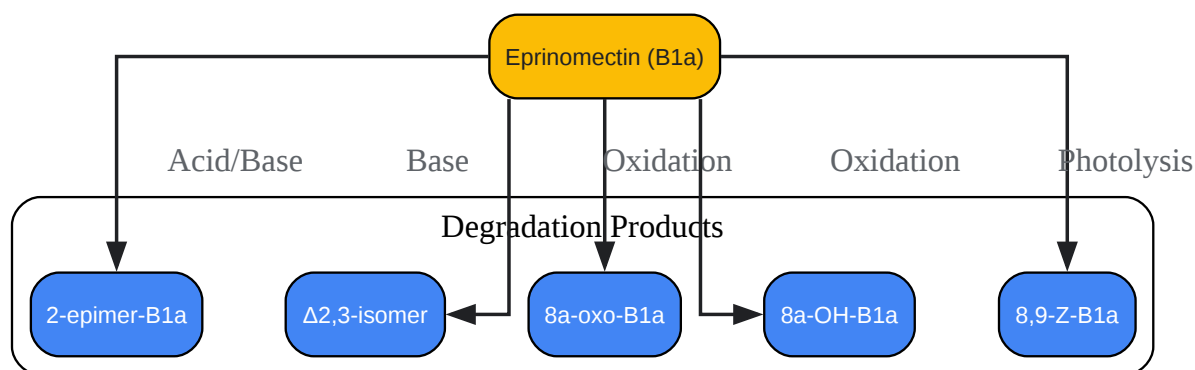 Eprinomectin (B1a)
Acid/Base
Base
Oxidation
Oxidation
Photolysis
Degradation Products
2-epimer-B1a
Δ2,3-isomer
8a-oxo-B1a
8a-OH-B1a
8,9-Z-B1a